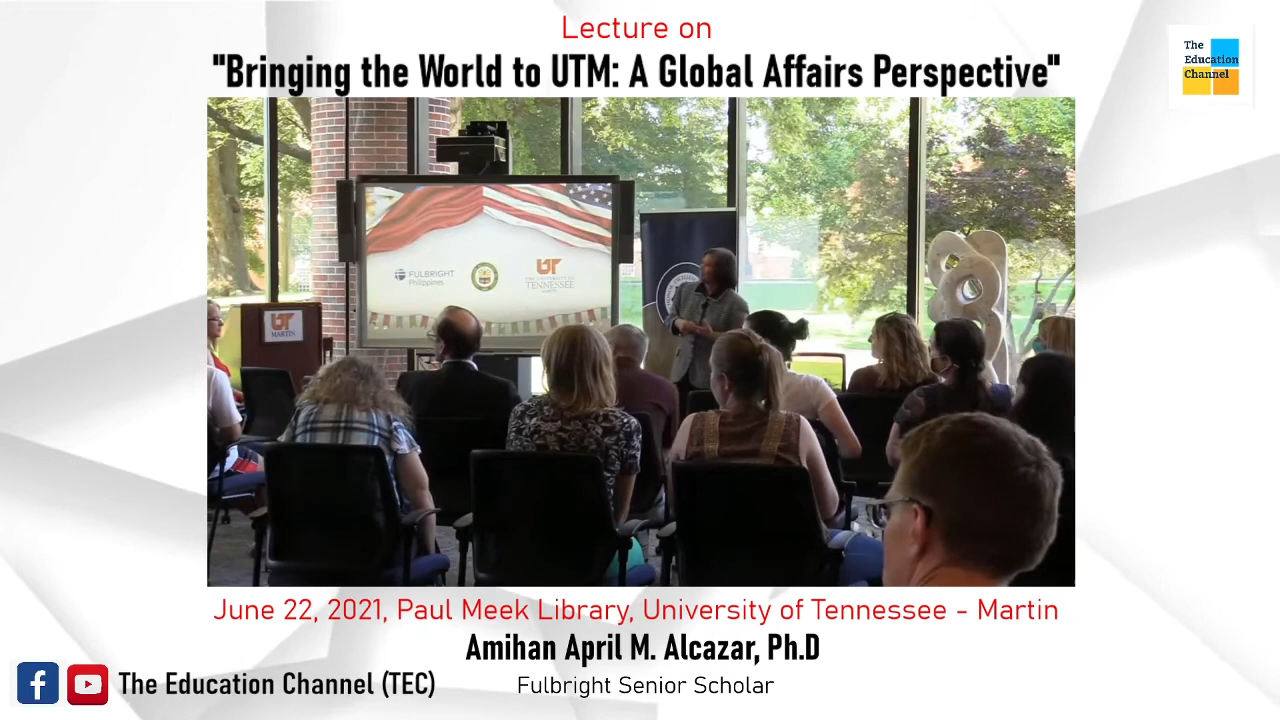 Lecture on
"Bringing the World to UTM: A Global Affairs Perspective"
The
Education
Channel
FULBRIGHT
Philippines
UT
THE UNIVERSITY OF
TENNESSEE
UT
MARTIN
June 22, 2021, Paul Meek Library, University of Tennessee - Martin
Amihan April M. Alcazar, Ph.D
The Education Channel (TEC)
Fulbright Senior Scholar